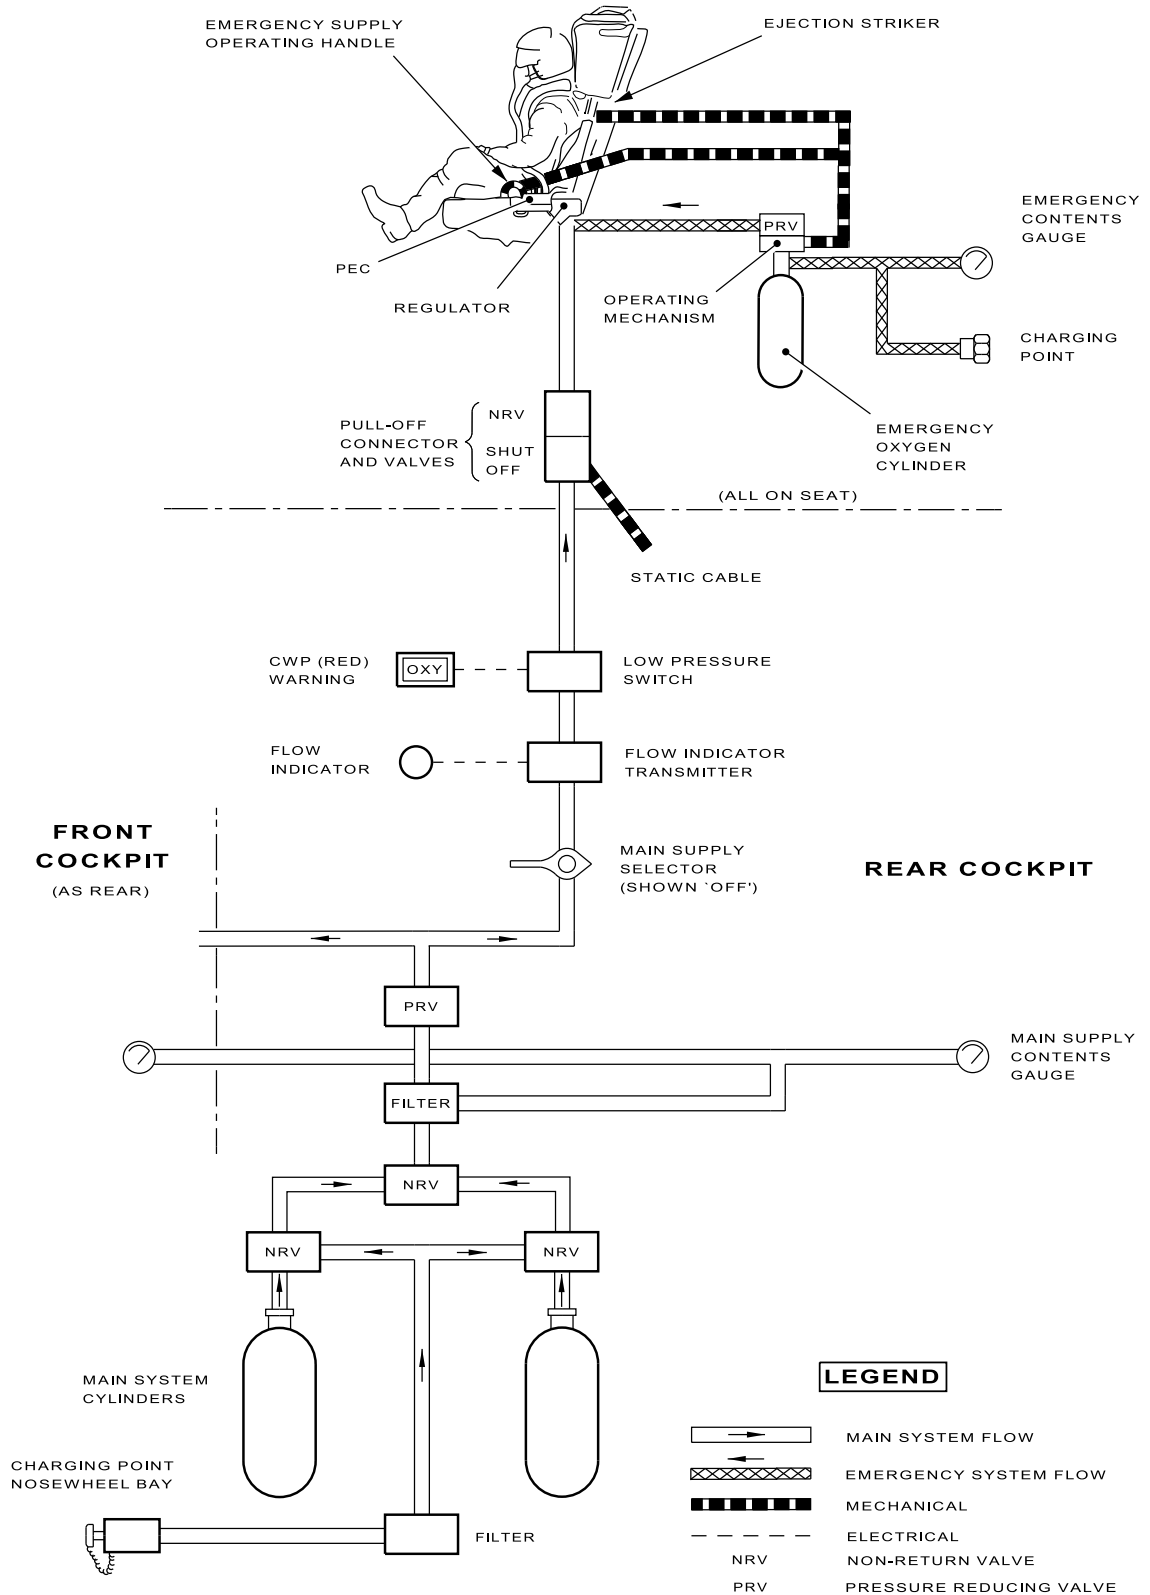 EMERGENCY SUPPLY
OPERATING HANDLE
EJECTION STRIKER
PRV
EMERGENCY
CONTENTS
GAUGE
PEC
REGULATOR
OPERATING
MECHANISM
CHARGING
POINT
PULL-OFF
CONNECTOR
AND VALVES
NRV
SHUT
OFF
EMERGENCY
OXYGEN
CYLINDER
(ALL ON SEAT)
STATIC CABLE
CWP (RED)
WARNING
OXY
LOW PRESSURE
SWITCH
FLOW
INDICATOR
FLOW INDICATOR
TRANSMITTER
FRONT
COCKPIT
(AS REAR)
MAIN SUPPLY
SELECTOR
(SHOWN `OFF')
REAR COCKPIT
PRV
MAIN SUPPLY
CONTENTS
GAUGE
FILTER
NRV
NRV
NRV
MAIN SYSTEM
CYLINDERS
CHARGING POINT
NOSEWHEEL BAY
FILTER
LEGEND
MAIN SYSTEM FLOW
EMERGENCY SYSTEM FLOW
MECHANICAL
ELECTRICAL
NRV NON-RETURN VALVE
PRV PRESSURE REDUCING VALVE